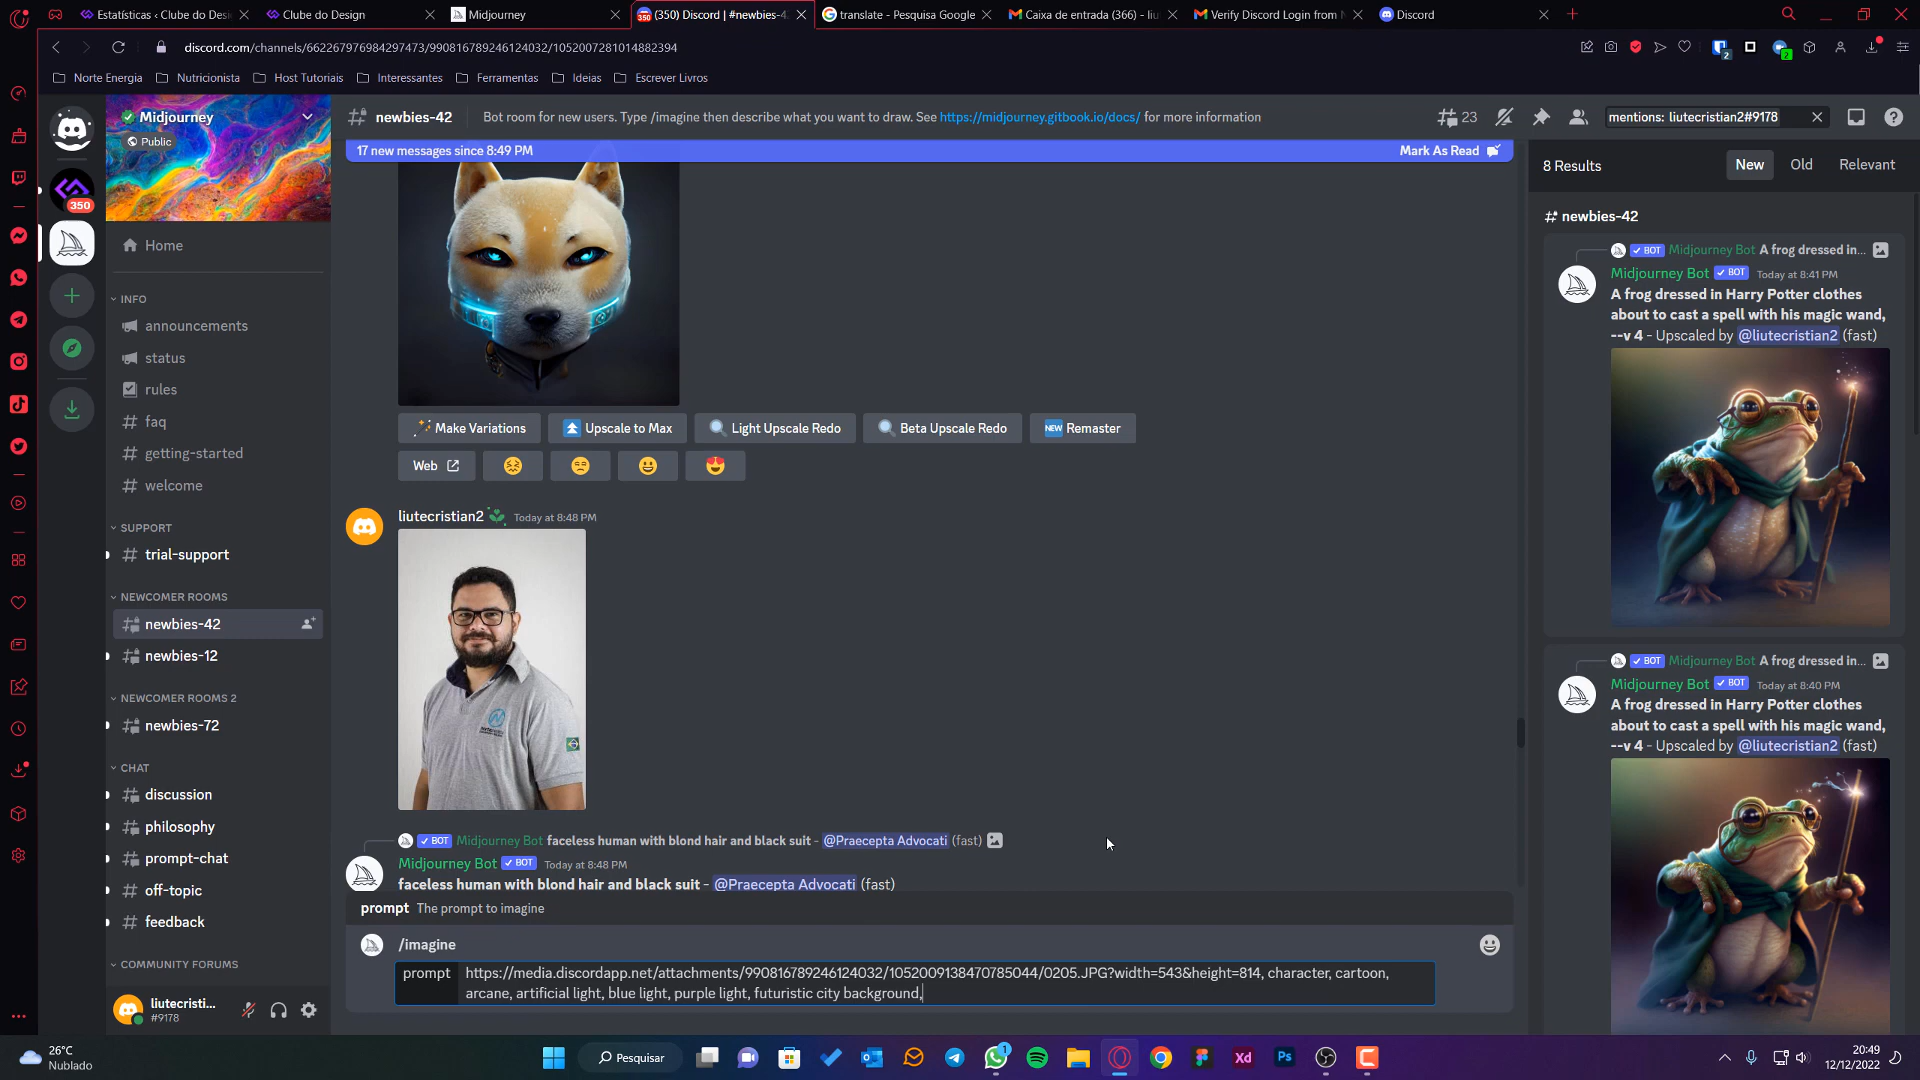 Estatísticas ‹ Clube do Desi
Clube do Design
Midjourney
(350) Discord | #newbies-4
translate - Pesquisa Google
Caixa de entrada (366) - liu
Verify Discord Login from N
Discord
discord.com/channels/662267976984297473/990816789246124032/1052007281014882394
Norte Energia
Nutricionista
Host Tutoriais
Interessantes
Ferramentas
Ideias
Escrever Livros
Midjourney
Public
350
Home
INFO
announcements
status
rules
faq
getting-started
welcome
SUPPORT
trial-support
NEWCOMER ROOMS
newbies-42
newbies-12
NEWCOMER ROOMS 2
newbies-72
CHAT
discussion
philosophy
prompt-chat
off-topic
feedback
COMMUNITY FORUMS
liutecristi...
#9178
newbies-42
Bot room for new users. Type /imagine then describe what you want to draw. See https://midjourney.gitbook.io/docs/ for more information
23
mentions: liutecristian2#9178
17 new messages since 8:49 PM
Mark As Read
Make Variations
Upscale to Max
Light Upscale Redo
Beta Upscale Redo
NEW Remaster
Web
liutecristian2 Today at 8:48 PM
BOT Midjourney Bot faceless human with blond hair and black suit - @Praecepta Advocati (fast)
Midjourney Bot BOT Today at 8:48 PM
faceless human with blond hair and black suit - @Praecepta Advocati (fast)
prompt The prompt to imagine
/imagine
prompt https://media.discordapp.net/attachments/990816789246124032/1052009138470785044/0205.JPG?width=543&height=814, character, cartoon,
arcane, artificial light, blue light, purple light, futuristic city background,
8 Results
New
Old
Relevant
# newbies-42
BOT Midjourney Bot A frog dressed in...
Midjourney Bot BOT Today at 8:41 PM
A frog dressed in Harry Potter clothes
about to cast a spell with his magic wand,
--v 4 - Upscaled by @liutecristian2 (fast)
BOT Midjourney Bot A frog dressed in...
Midjourney Bot BOT Today at 8:40 PM
A frog dressed in Harry Potter clothes
about to cast a spell with his magic wand,
--v 4 - Upscaled by @liutecristian2 (fast)
26°C
Nublado
Pesquisar
Xd
Ps
20:49
12/12/2022